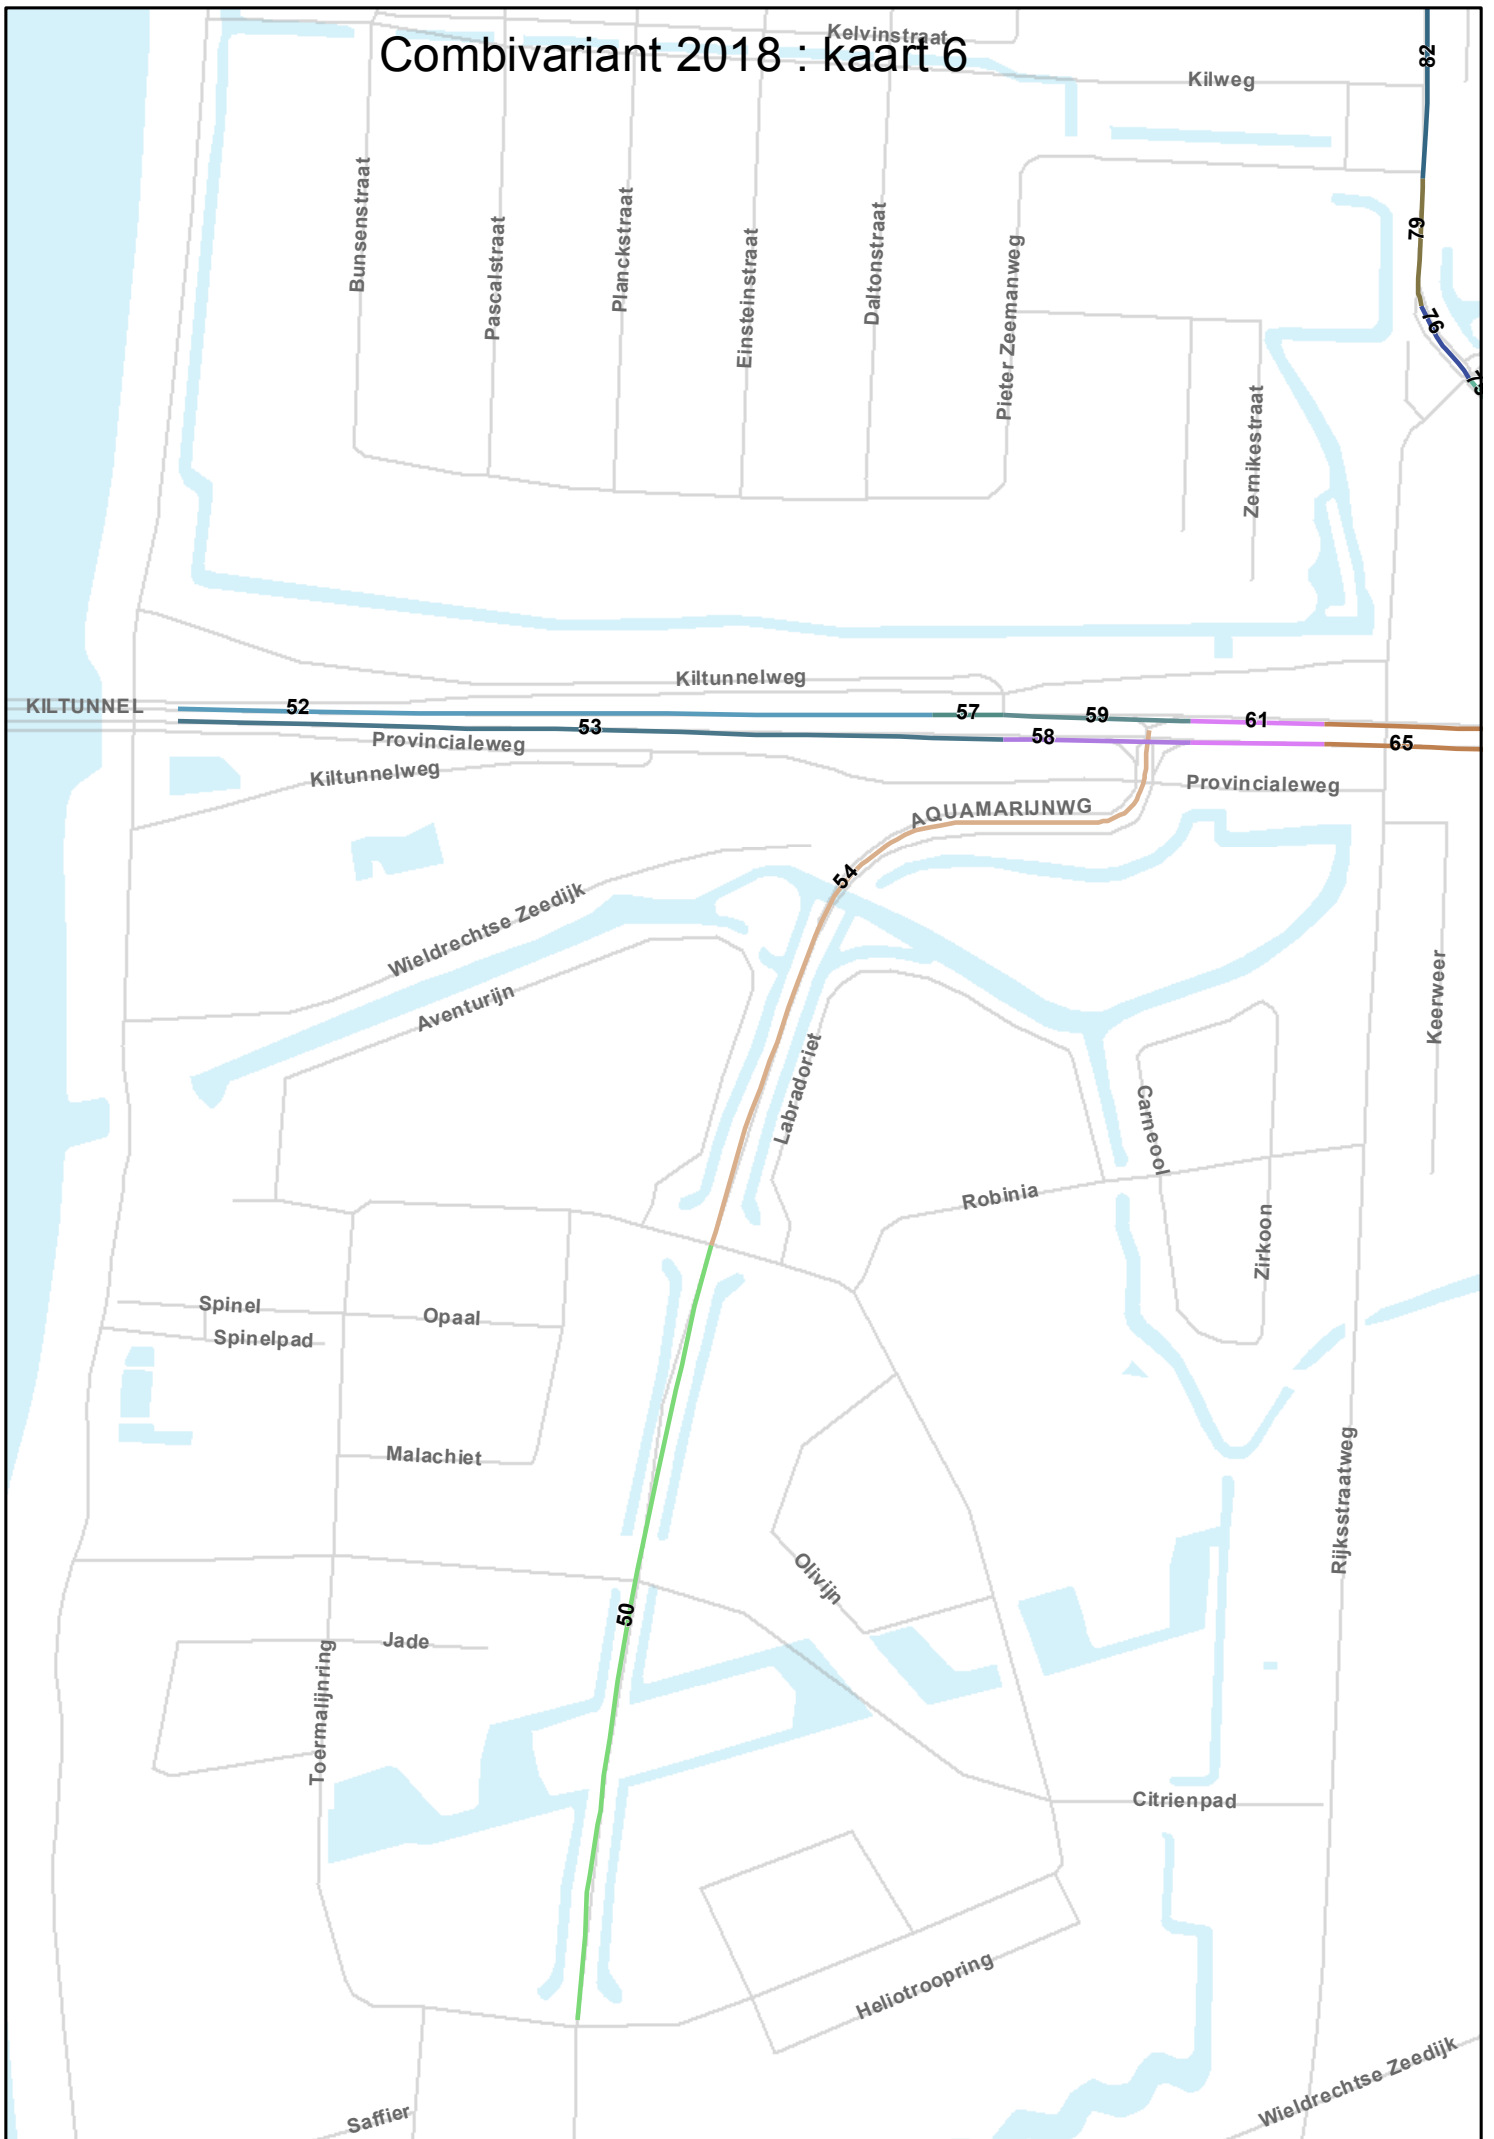 Combivariant 2018 : kaart 6
Kelvinstraat
Kilweg
82
Bunsenstraat
Pascalstraat
Planckstraat
Einsteinstraat
Daltonstraat
Pieter Zeemanweg
Zernikestraat
79
76
Kiltunnelweg
KILTUNNEL
52
53
57
59
61
58
65
Provincialeweg
Kiltunnelweg
Provincialeweg
AQUAMARIJNWG
54
Wieldrechtse Zeedijk
Aventurijn
Labradoriet
Keerweer
Carneool
Robinia
Zirkoon
Spinel
Opaal
Spinelpad
Malachiet
Rijksstraatweg
Olivijn
50
Jade
Toermalijnring
Citrienpad
Heliotroopring
Wieldrechtse Zeedijk
Saffier